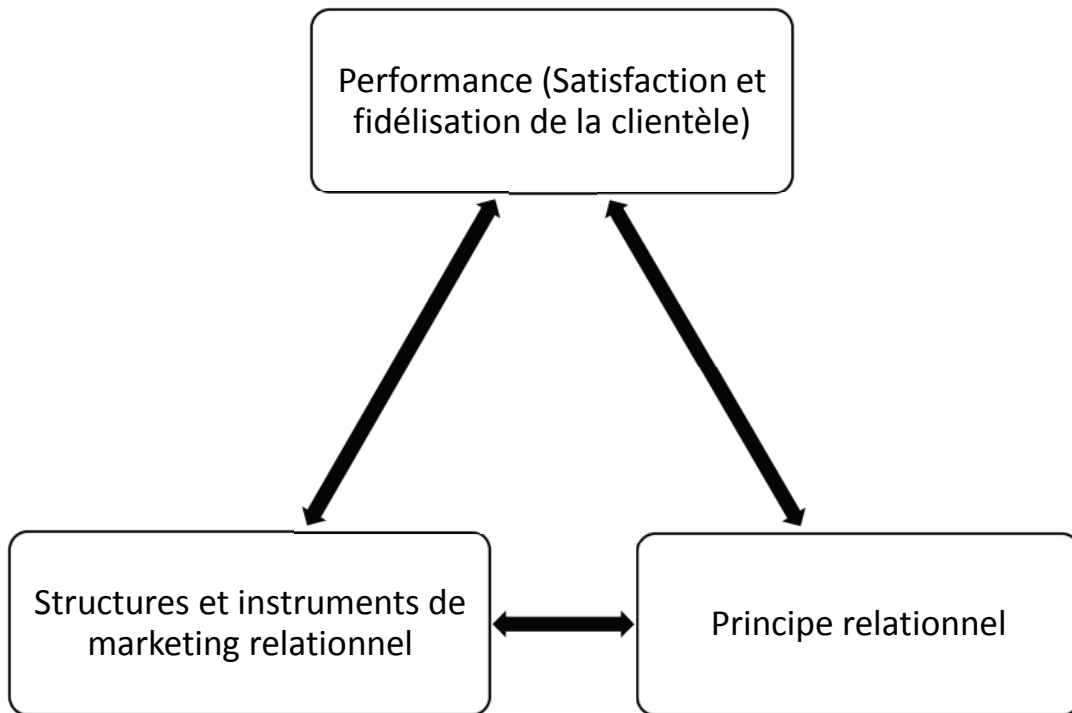 Performance (Satisfaction et
fidélisation de la clientèle)
Structures et instruments de
marketing relationnel
Principe relationnel